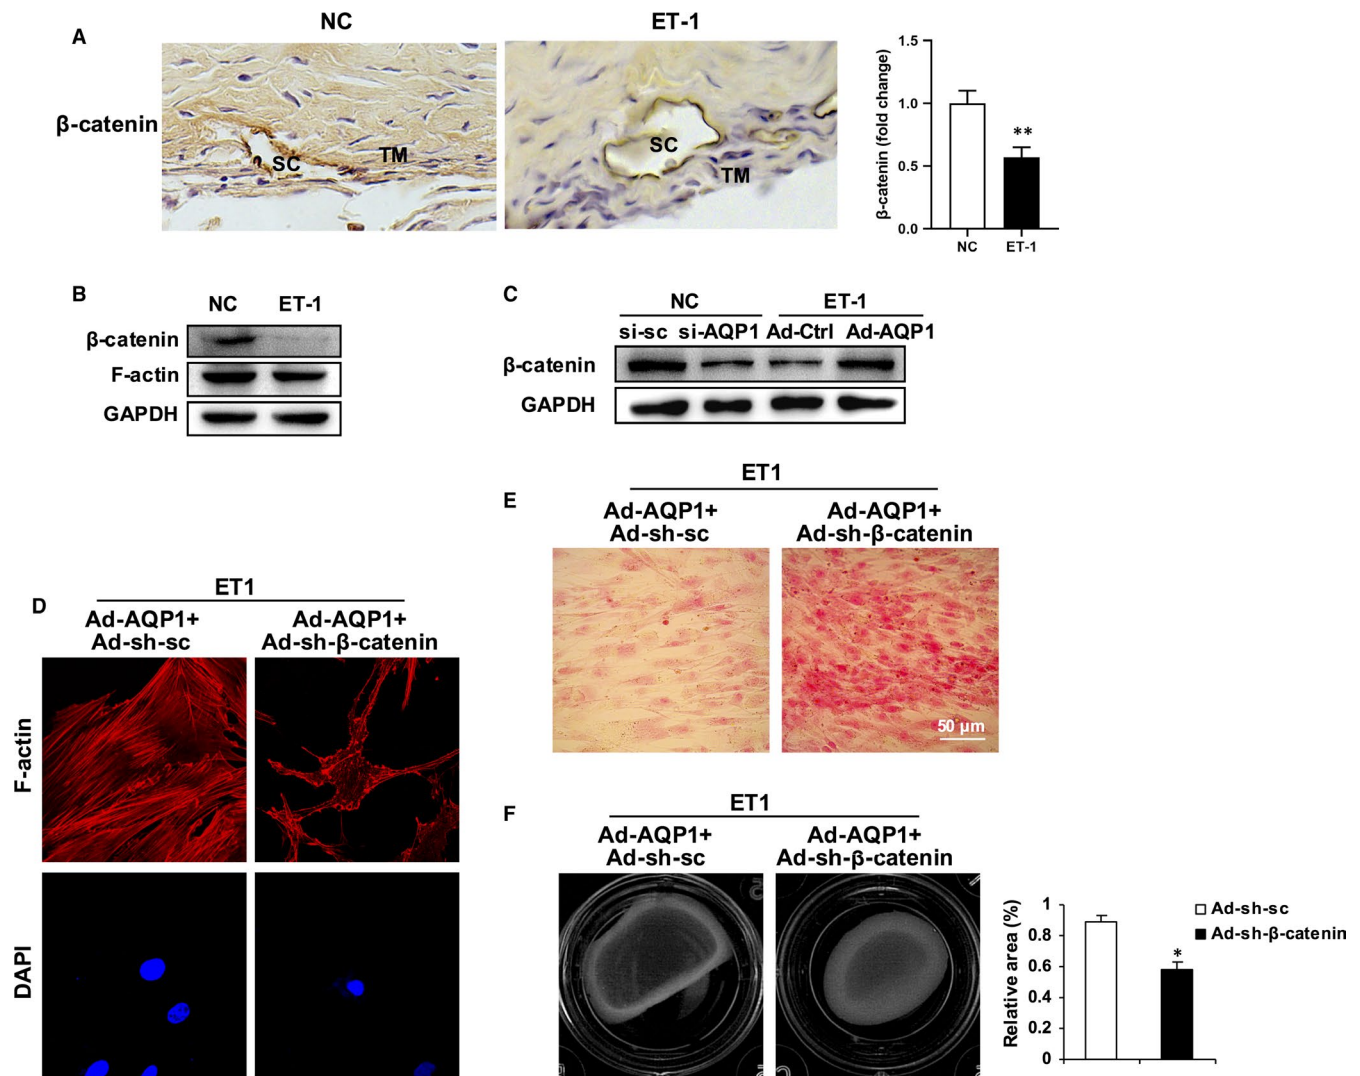 A
NC
ET-1
β-catenin
SC
TM
SC
TM
β-catenin (fold change)
1.5
1.0
0.5
0.0
**
NC
ET-1
B
NC
ET-1
β-catenin
F-actin
GAPDH
C
NC
ET-1
si-sc
si-AQP1
Ad-Ctrl
Ad-AQP1
β-catenin
GAPDH
D
ET1
Ad-AQP1+
Ad-sh-sc
Ad-AQP1+
Ad-sh-β-catenin
F-actin
DAPI
E
ET1
Ad-AQP1+
Ad-sh-sc
Ad-AQP1+
Ad-sh-β-catenin
50 μm
F
ET1
Ad-AQP1+
Ad-sh-sc
Ad-AQP1+
Ad-sh-β-catenin
Relative area (%)
1
0.8
0.6
0.4
0.2
0
*
Ad-sh-sc
Ad-sh-β-catenin